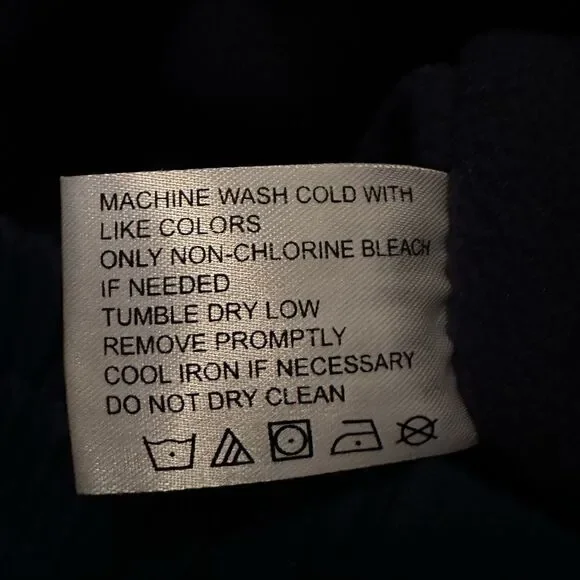 MACHINE WASH COLD WITH
LIKE COLORS
ONLY NON-CHLORINE BLEACH
IF NEEDED
TUMBLE DRY LOW
REMOVE PROMPTLY
COOL IRON IF NECESSARY
DO NOT DRY CLEAN